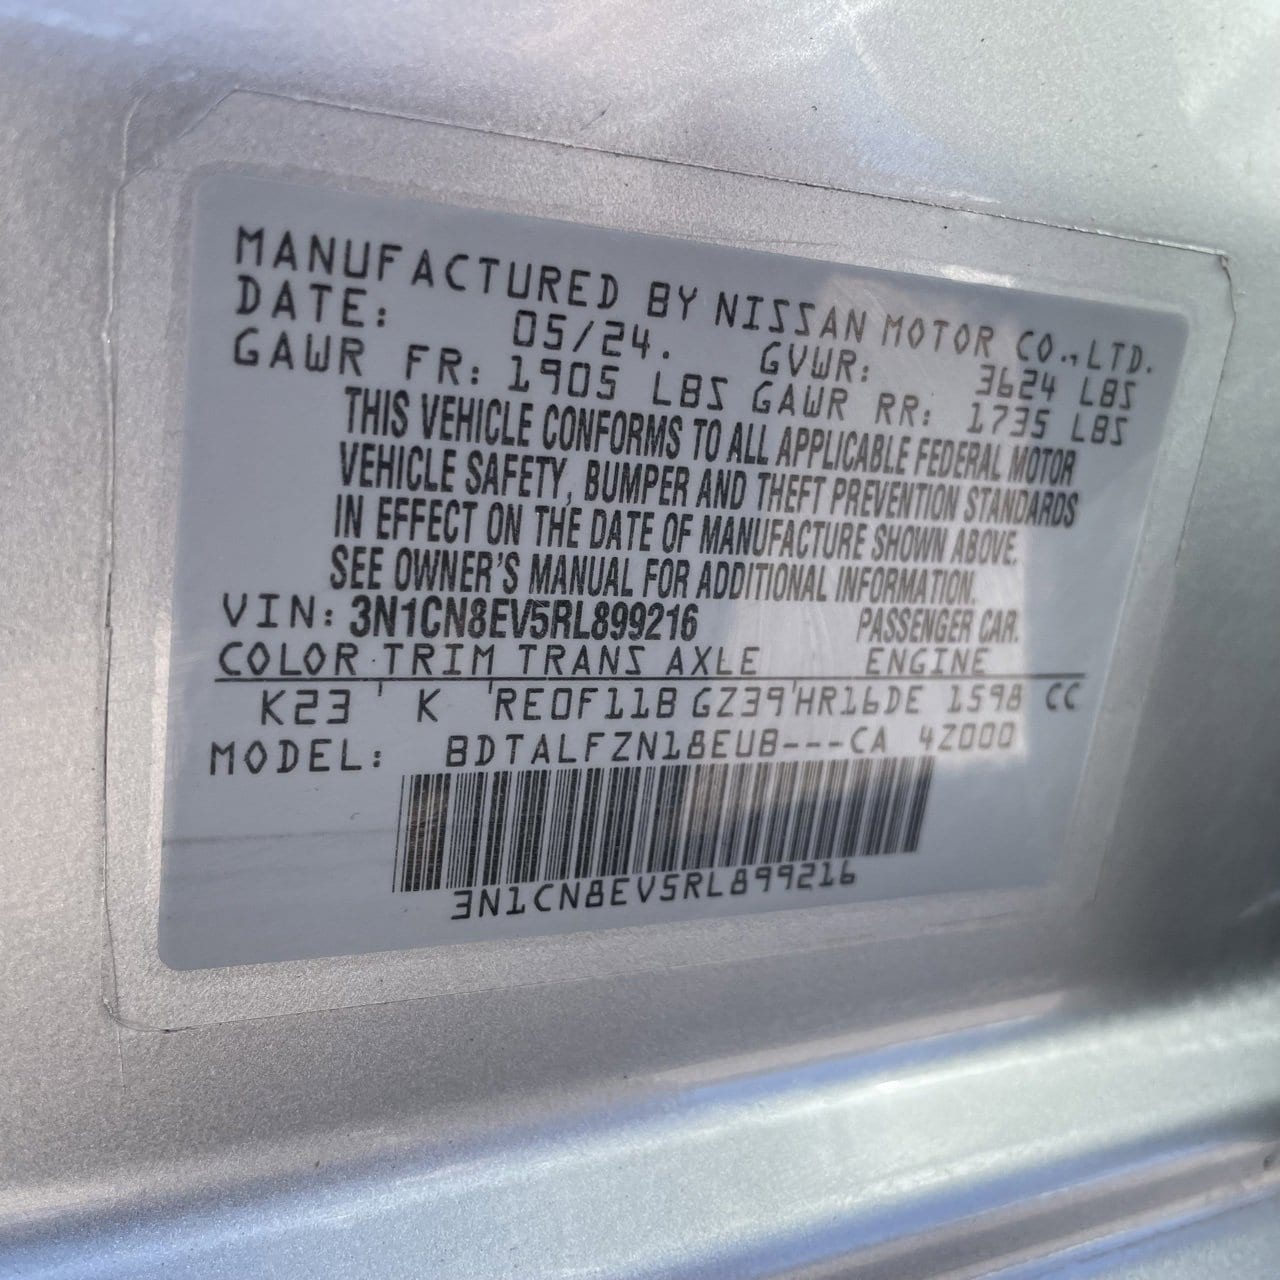 MANUFACTURED BY NISSAN MOTOR CO.,LTD.
DATE: 05/24. GVWR: 3624 LBS
GAWR FR: 1905 LBS GAWR RR: 1735 LBS
THIS VEHICLE CONFORMS TO ALL APPLICABLE FEDERAL MOTOR
VEHICLE SAFETY, BUMPER AND THEFT PREVENTION STANDARDS
IN EFFECT ON THE DATE OF MANUFACTURE SHOWN ABOVE.
SEE OWNER'S MANUAL FOR ADDITIONAL INFORMATION.
VIN: 3N1CN8EV5RL899216 PASSENGER CAR.
COLOR TRIM TRANS AXLE ENGINE
K23 ' K ' RE0F11B GZ39 ' HR16DE 1598 CC
MODEL: BDTALFZN18EUB---CA 4Z000
3N1CN8EV5RL899216